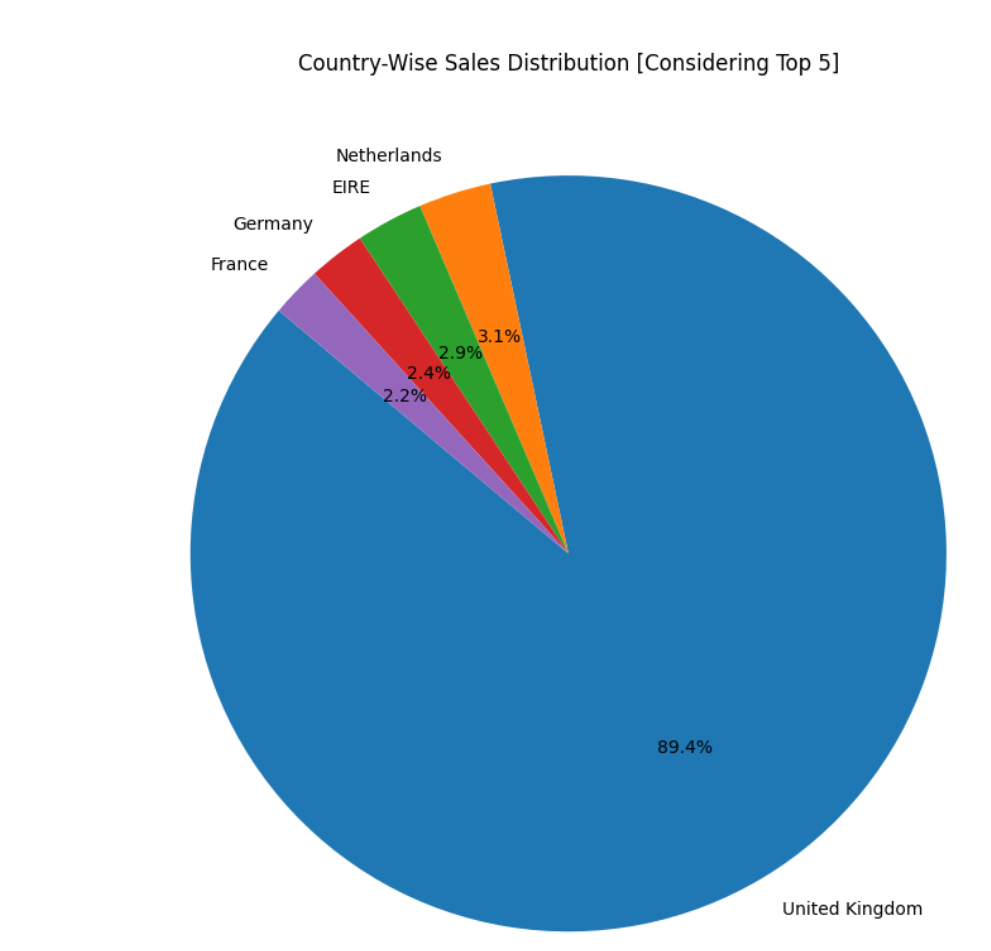 Country-Wise Sales Distribution [Considering Top 5]
Netherlands
EIRE
Germany
France
3.1%
2.9%
2.4%
2.2%
89.4%
United Kingdom